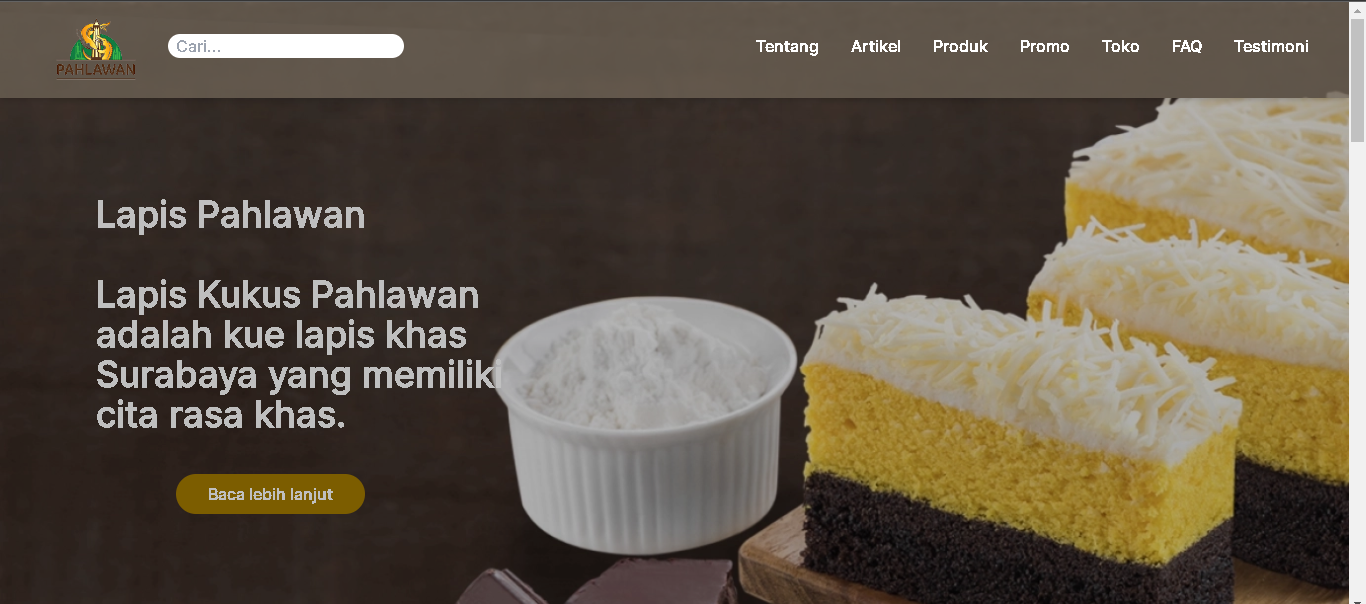 PAHLAWAN
Cari...
Tentang
Artikel
Produk
Promo
Toko
FAQ
Testimoni
Lapis Pahlawan
Lapis Kukus Pahlawan
adalah kue lapis khas
Surabaya yang memiliki
cita rasa khas.
Baca lebih lanjut